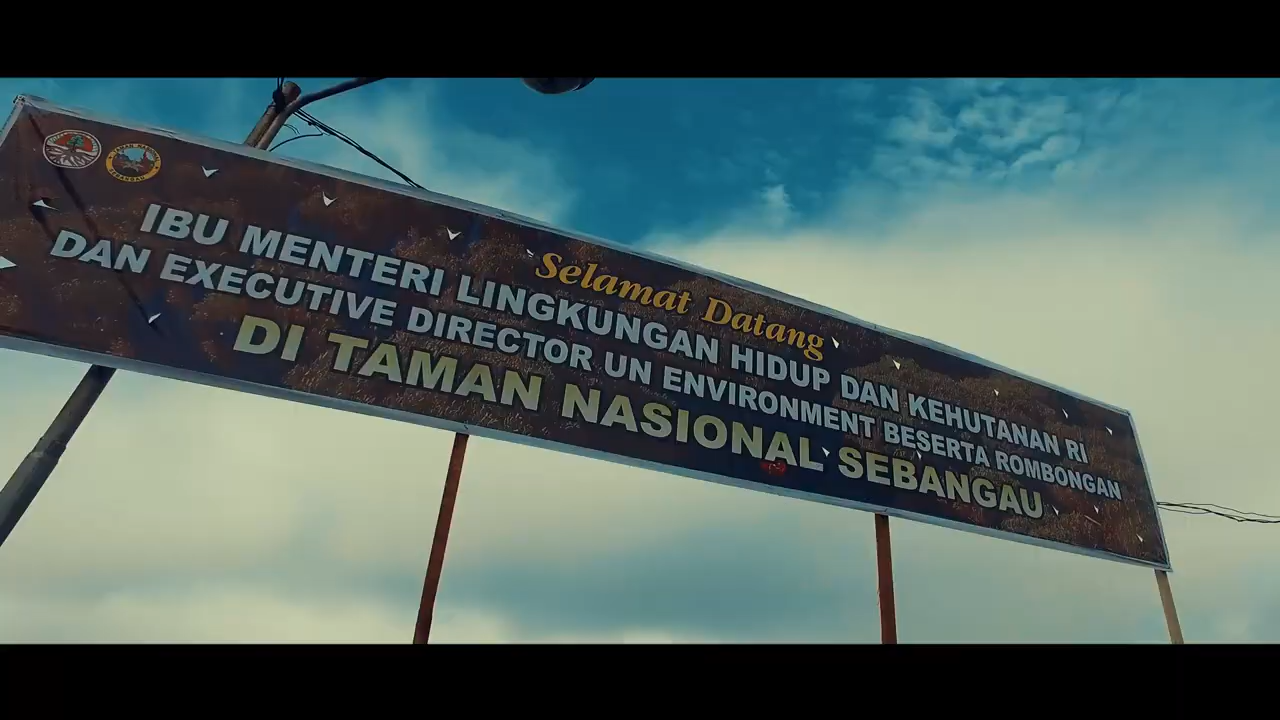 Selamat Datang
IBU MENTERI LINGKUNGAN HIDUP DAN KEHUTANAN RI
DAN EXECUTIVE DIRECTOR UN ENVIRONMENT BESERTA ROMBONGAN
DI TAMAN NASIONAL SEBANGAU